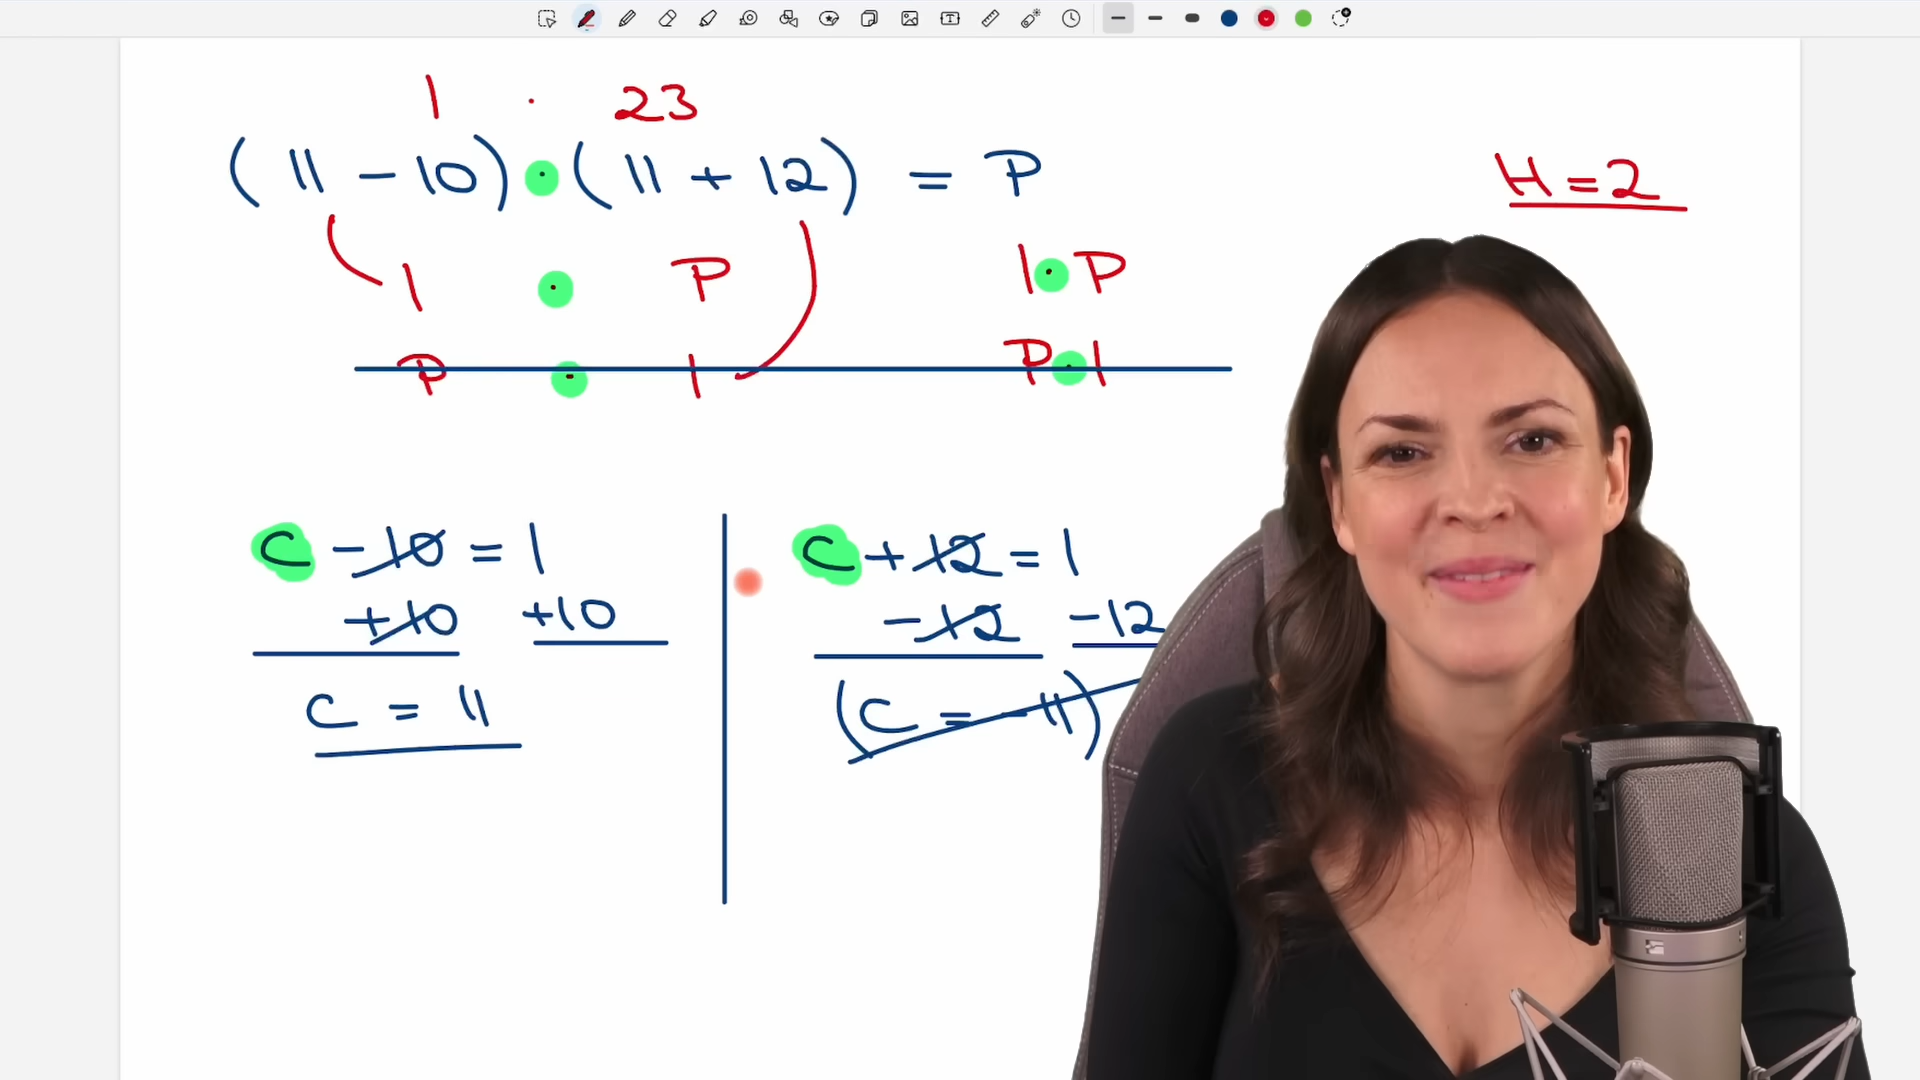 1 · 23
(11 - 10) · (11 + 12) = P
H = 2
1 · P
1 · P
P · 1
P · 1
C - 10 = 1
+10 +10
C = 11
C + 12 = 1
-12 -12
(C = -11)